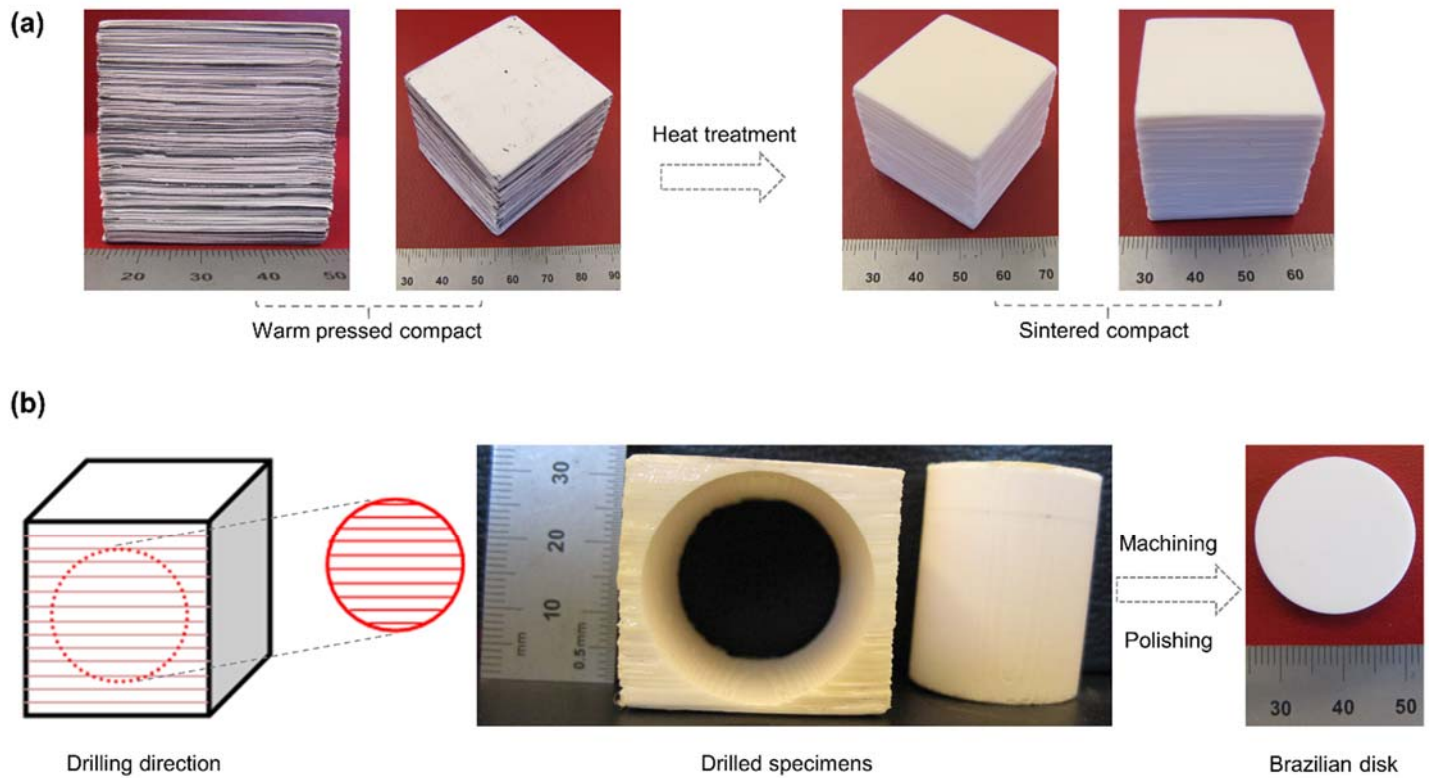 (a)
Heat treatment
20 30 40 50
30 40 50 60 70 80 90
30 40 50 60 70
30 40 50 60
Warm pressed compact
Sintered compact
(b)
30
20
10
mm
0.5 mm
Machining
Polishing
30 40 50
Drilling direction
Drilled specimens
Brazilian disk